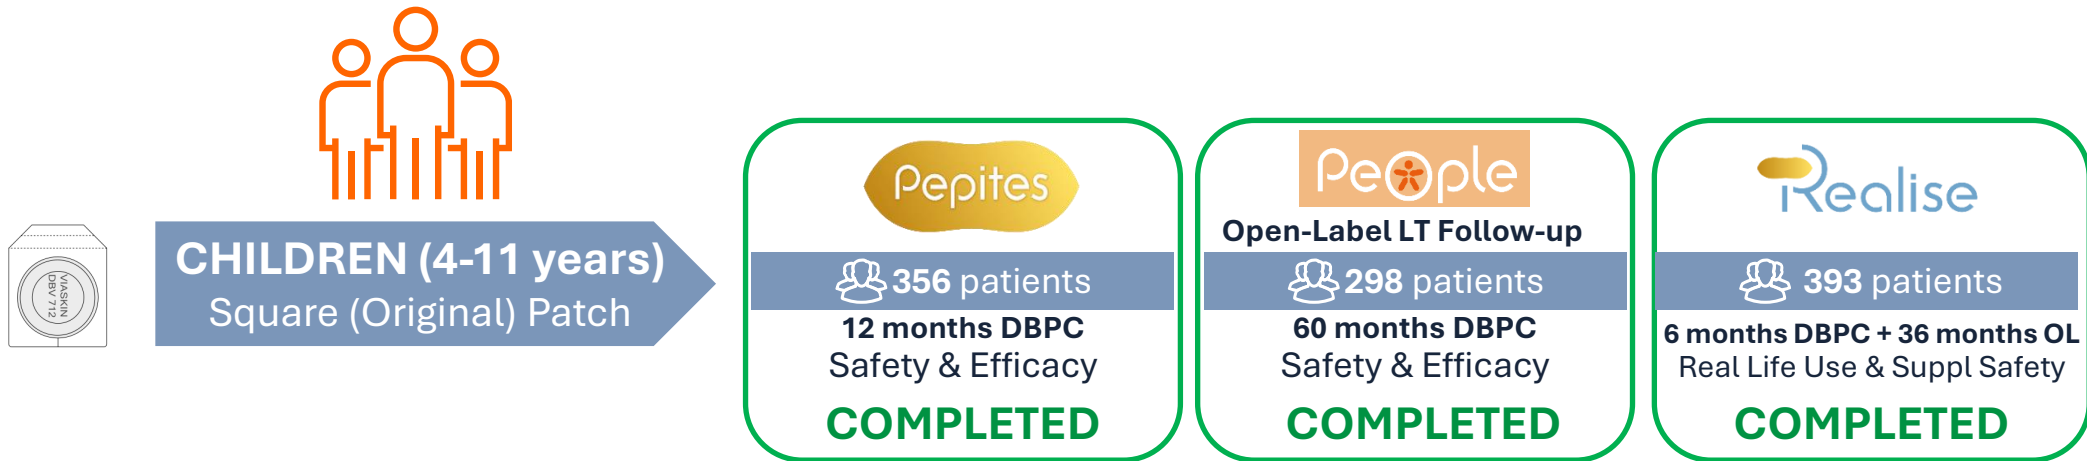 VIASKIN
DBV 712
CHILDREN (4-11 years)
Square (Original) Patch
Pepites
356 patients
12 months DBPC
Safety & Efficacy
COMPLETED
People
Open-Label LT Follow-up
298 patients
60 months DBPC
Safety & Efficacy
COMPLETED
Realise
393 patients
6 months DBPC + 36 months OL
Real Life Use & Suppl Safety
COMPLETED